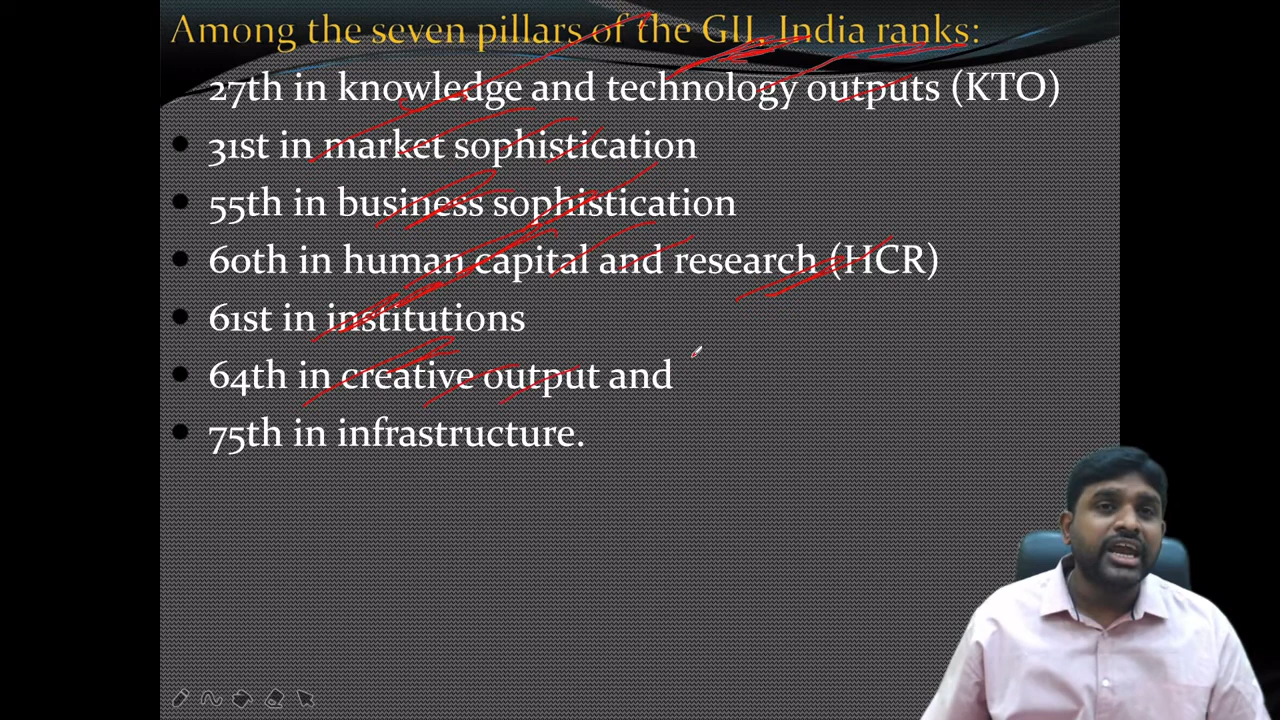 Among the seven pillars of the GII, India ranks:
27th in knowledge and technology outputs (KTO)
31st in market sophistication
55th in business sophistication
60th in human capital and research (HCR)
61st in institutions
64th in creative output and
75th in infrastructure.